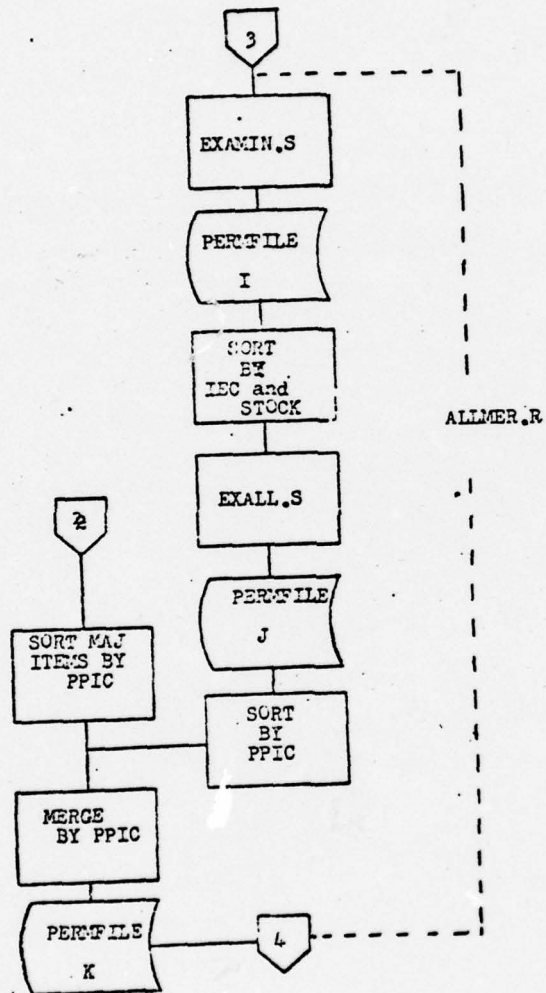 3
EXAMIN.S
PERMFILE
I
SORT
BY
IEC and
STOCK
ALLMER.R
EXALL.S
2
PERMFILE
J
SORT MAJ
ITEMS BY
PPIC
SORT
BY
PPIC
MERGE
BY PPIC
PERMFILE
K
4